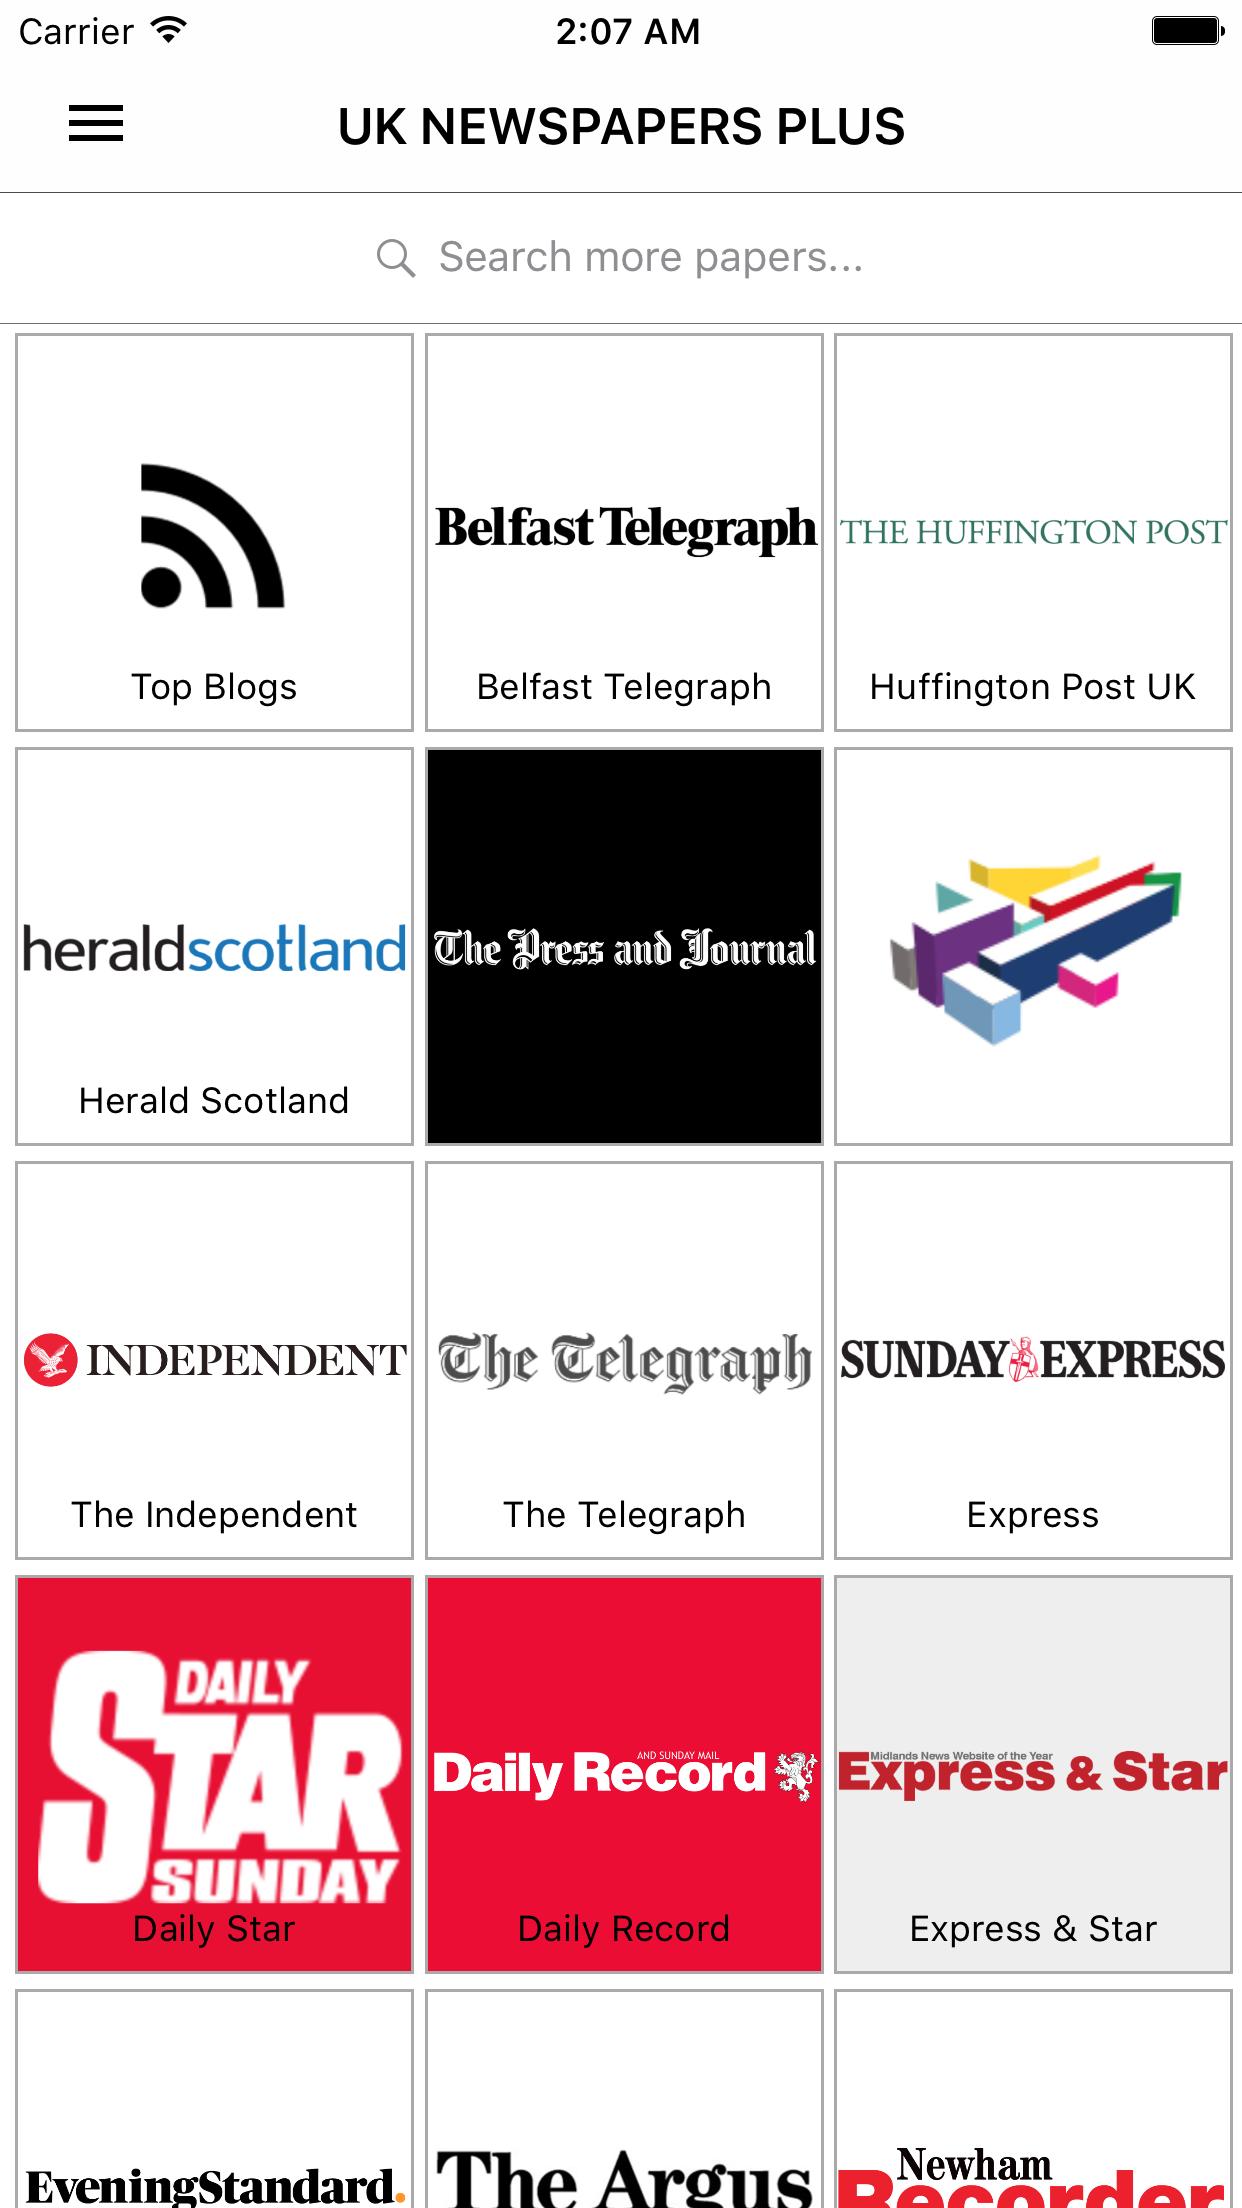 Carrier 2:07 AM
UK NEWSPAPERS PLUS
Search more papers...
Top Blogs
Belfast Telegraph
Belfast Telegraph
THE HUFFINGTON POST
Huffington Post UK
heraldscotland
Herald Scotland
The Press and Journal
INDEPENDENT
The Independent
The Telegraph
The Telegraph
SUNDAY EXPRESS
Express
DAILY
STAR
SUNDAY
Daily Star
AND SUNDAY MAIL
Daily Record
Daily Record
Midlands News Website of the Year
Express & Star
Express & Star
EveningStandard.
The Argus
Newham
Recorder